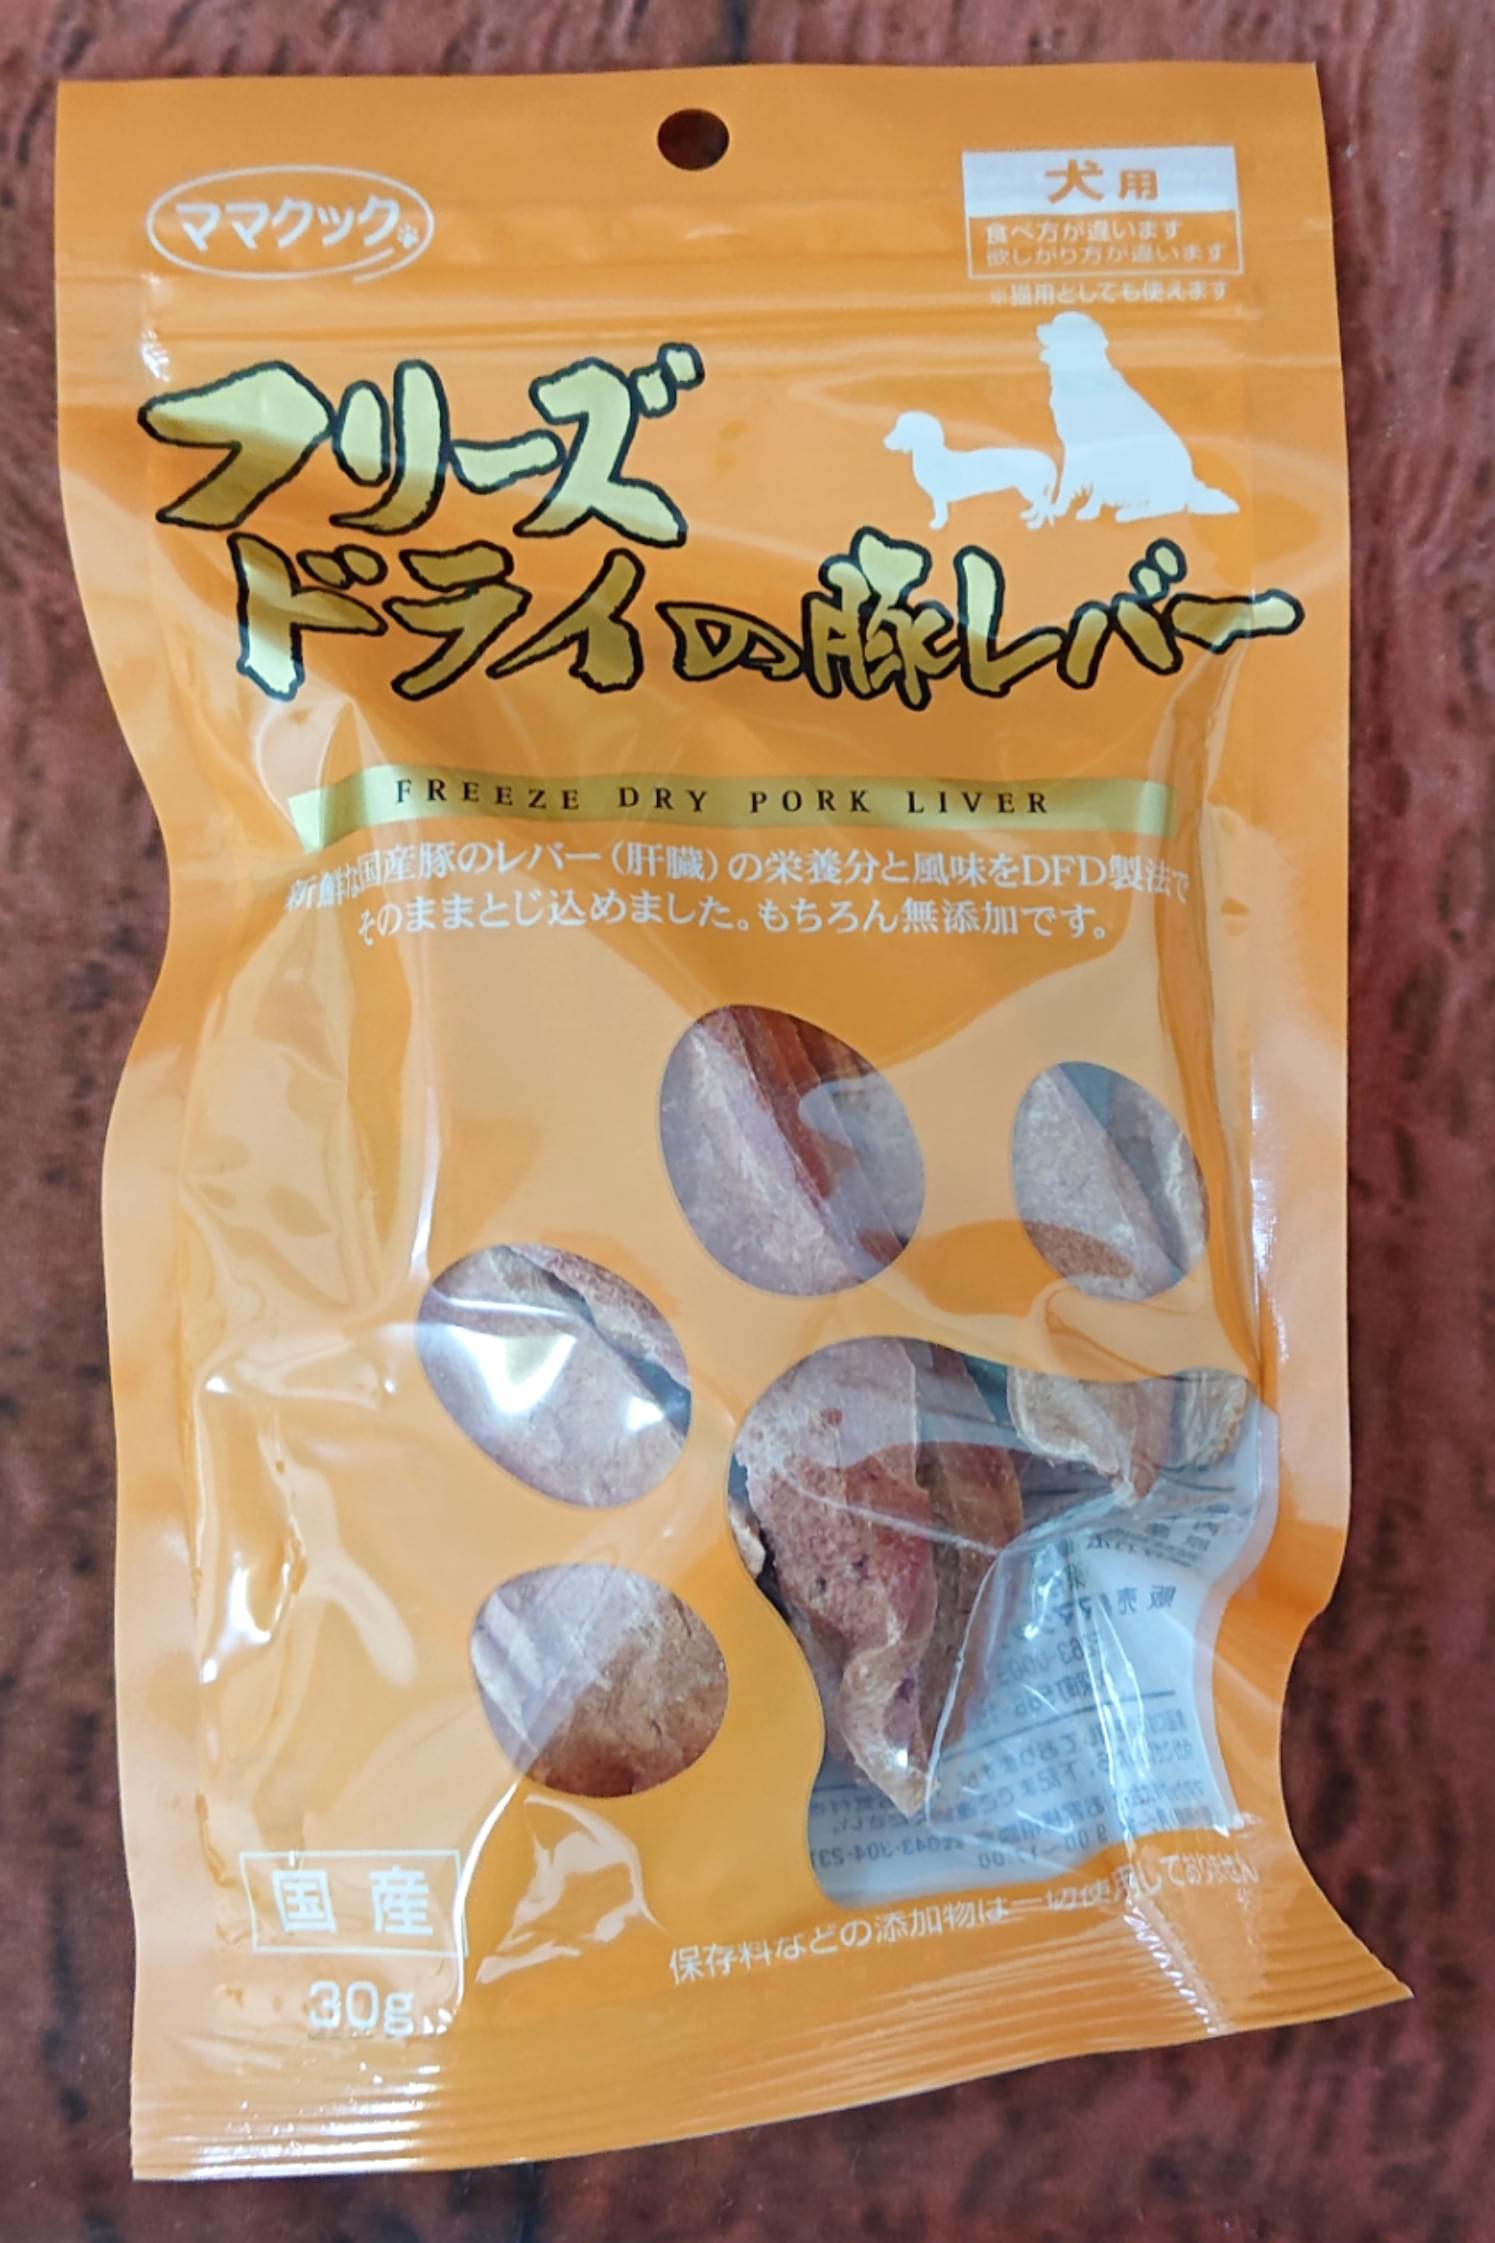 ママクック
犬用
食べ方が違います
欲しがり方が違います
※猫用としても使えます
フリーズ
ドライの豚レバー
FREEZE DRY PORK LIVER
新鮮な国産豚のレバー(肝臓)の栄養分と風味をDFD製法で
そのままとじ込めました。もちろん無添加です。
販売
国産
30g
保存料などの添加物は一切使用しておりません